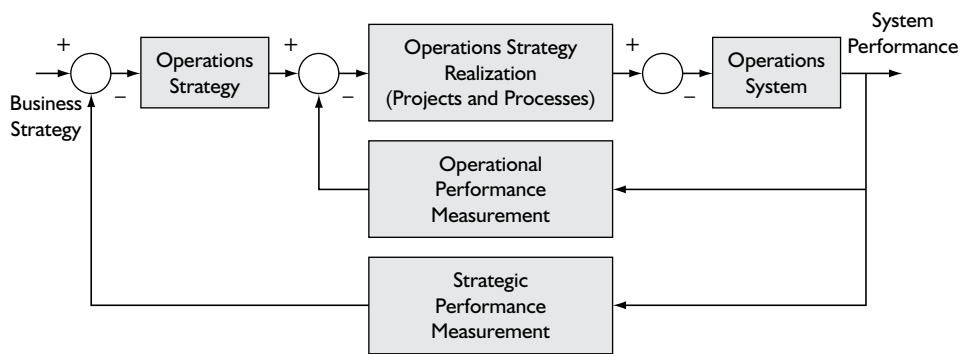 System
Performance
+
+
+
Operations
Strategy
Operations Strategy
Realization
(Projects and Processes)
Operations
System
−
−
−
Business
Strategy
Operational
Performance
Measurement
Strategic
Performance
Measurement